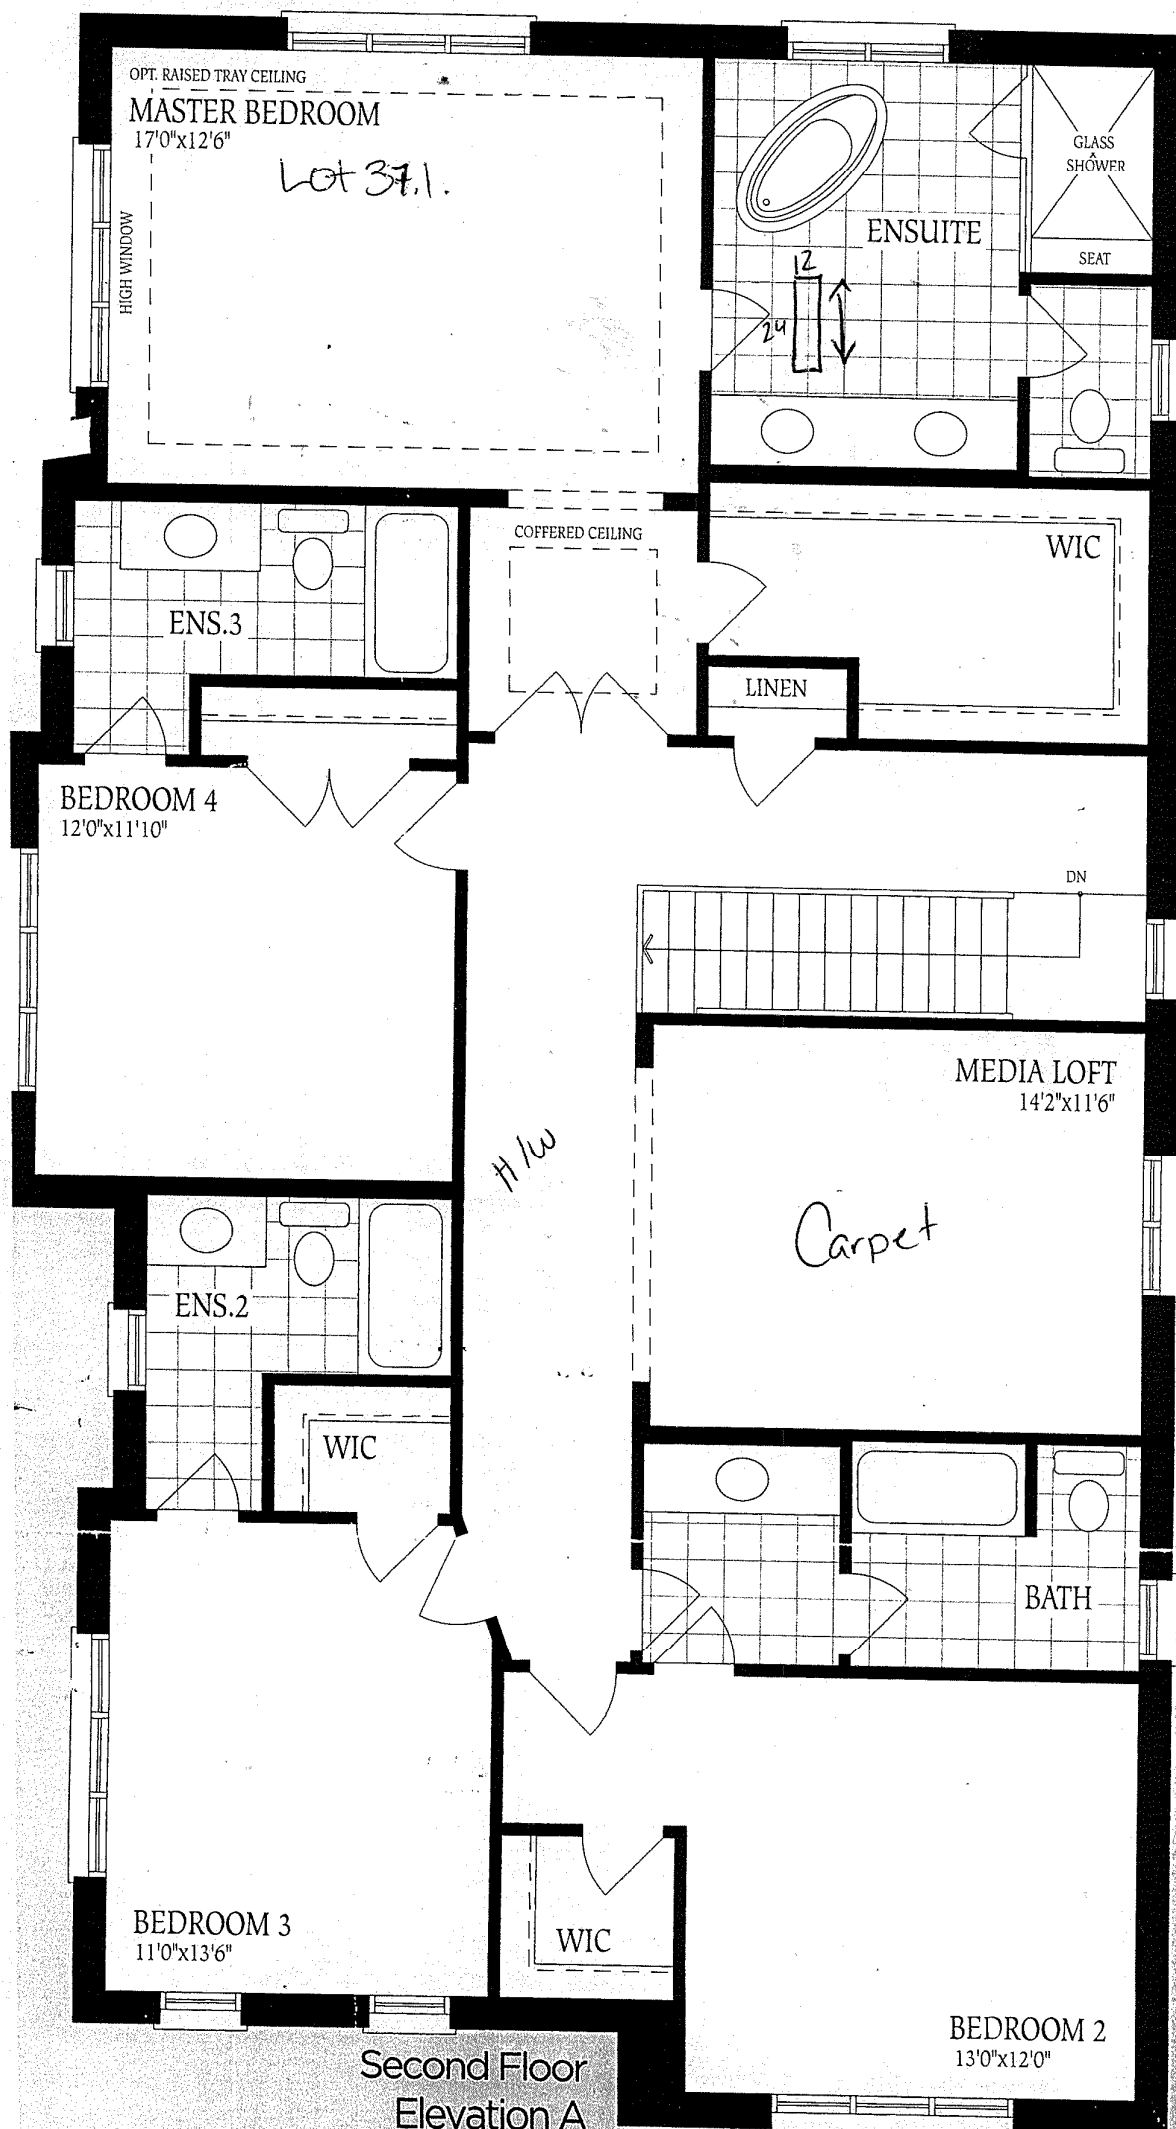 OPT. RAISED TRAY CEILING
MASTER BEDROOM
17'0"x12'6"
Lot 37.1.
HIGH WINDOW
GLASS
SHOWER
SEAT
ENSUITE
12
24
COFFERED CEILING
WIC
ENS.3
LINEN
BEDROOM 4
12'0"x11'10"
DN
MEDIA LOFT
14'2"x11'6"
H/W
Carpet
ENS.2
WIC
BATH
BEDROOM 3
11'0"x13'6"
WIC
BEDROOM 2
13'0"x12'0"
Second Floor
Elevation A